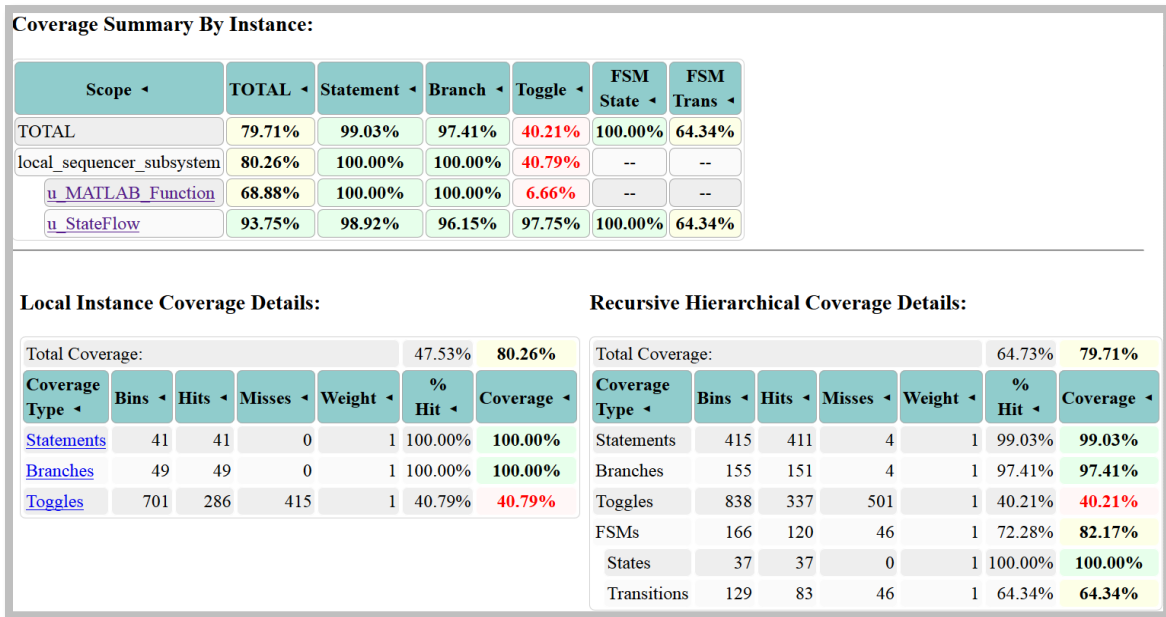 Coverage Summary By Instance:
Scope ◂ TOTAL ◂ Statement ◂ Branch ◂ Toggle ◂ FSM State ◂ FSM Trans ◂
TOTAL 79.71% 99.03% 97.41% 40.21% 100.00% 64.34%
local_sequencer_subsystem 80.26% 100.00% 100.00% 40.79% -- --
u_MATLAB_Function 68.88% 100.00% 100.00% 6.66% -- --
u_StateFlow 93.75% 98.92% 96.15% 97.75% 100.00% 64.34%
Local Instance Coverage Details:
Total Coverage: 47.53% 80.26%
Coverage Type ◂ Bins ◂ Hits ◂ Misses ◂ Weight ◂ % Hit ◂ Coverage ◂
Statements 41 41 0 1 100.00% 100.00%
Branches 49 49 0 1 100.00% 100.00%
Toggles 701 286 415 1 40.79% 40.79%
Recursive Hierarchical Coverage Details:
Total Coverage: 64.73% 79.71%
Coverage Type ◂ Bins ◂ Hits ◂ Misses ◂ Weight ◂ % Hit ◂ Coverage ◂
Statements 415 411 4 1 99.03% 99.03%
Branches 155 151 4 1 97.41% 97.41%
Toggles 838 337 501 1 40.21% 40.21%
FSMs 166 120 46 1 72.28% 82.17%
States 37 37 0 1 100.00% 100.00%
Transitions 129 83 46 1 64.34% 64.34%